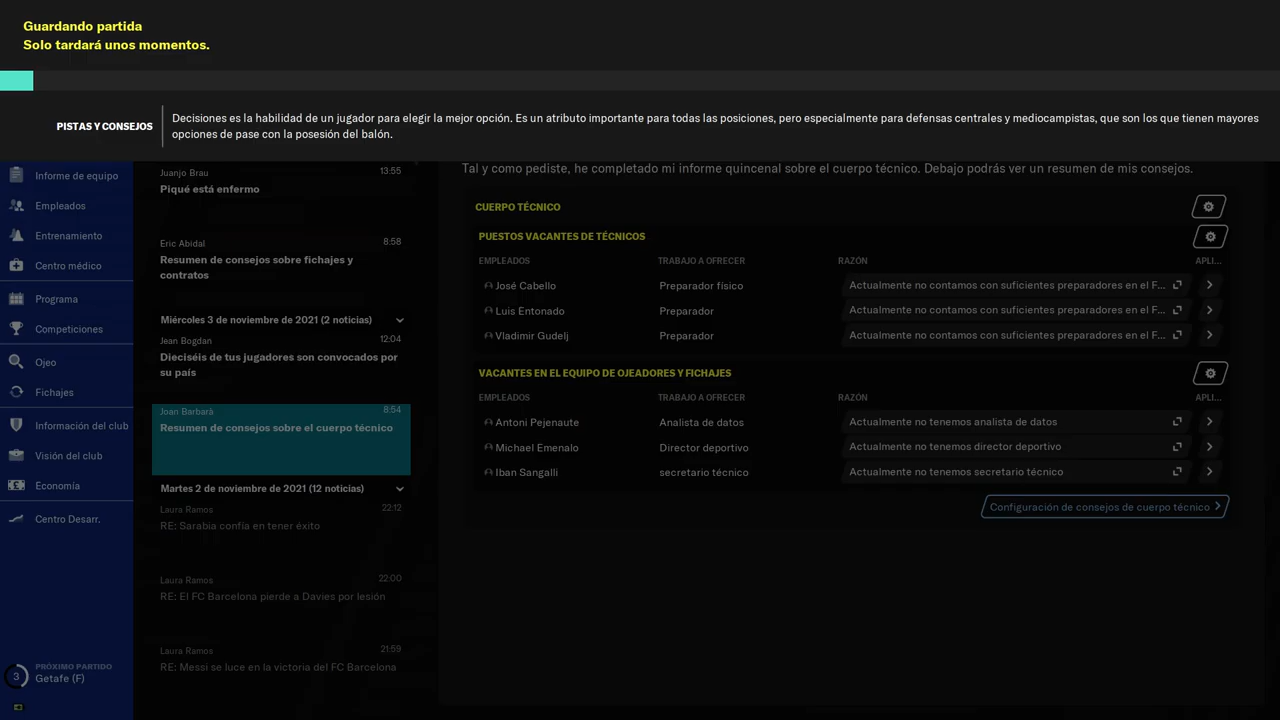 Guardando partida
Solo tardará unos momentos.
PISTAS Y CONSEJOS
Decisiones es la habilidad de un jugador para elegir la mejor opción. Es un atributo importante para todas las posiciones, pero especialmente para defensas centrales y mediocampistas, que son los que tienen mayores
opciones de pase con la posesión del balón.
Informe de equipo
Empleados
Entrenamiento
Centro médico
Programa
Competiciones
Ojeo
Fichajes
Información del club
Visión del club
Economía
Centro Desarr.
PRÓXIMO PARTIDO
3
Getafe (F)
Juanjo Brau 13:55
Piqué está enfermo
Eric Abidal 8:58
Resumen de consejos sobre fichajes y
contratos
Miércoles 3 de noviembre de 2021 (2 noticias)
Jean Bogdan 12:04
Dieciséis de tus jugadores son convocados por
su país
Joan Barbarà 8:54
Resumen de consejos sobre el cuerpo técnico
Martes 2 de noviembre de 2021 (12 noticias)
Laura Ramos 22:12
RE: Sarabia confía en tener éxito
Laura Ramos 22:00
RE: El FC Barcelona pierde a Davies por lesión
Laura Ramos 21:59
RE: Messi se luce en la victoria del FC Barcelona
Tal y como pediste, he completado mi informe quincenal sobre el cuerpo técnico. Debajo podrás ver un resumen de mis consejos.
CUERPO TÉCNICO
PUESTOS VACANTES DE TÉCNICOS
EMPLEADOS TRABAJO A OFRECER RAZÓN APLI...
José Cabello Preparador físico Actualmente no contamos con suficientes preparadores en el F...
Luis Entonado Preparador Actualmente no contamos con suficientes preparadores en el F...
Vladimir Gudelj Preparador Actualmente no contamos con suficientes preparadores en el F...
VACANTES EN EL EQUIPO DE OJEADORES Y FICHAJES
EMPLEADOS TRABAJO A OFRECER RAZÓN APLI...
Antoni Pejenaute Analista de datos Actualmente no tenemos analista de datos
Michael Emenalo Director deportivo Actualmente no tenemos director deportivo
Iban Sangalli secretario técnico Actualmente no tenemos secretario técnico
Configuración de consejos de cuerpo técnico